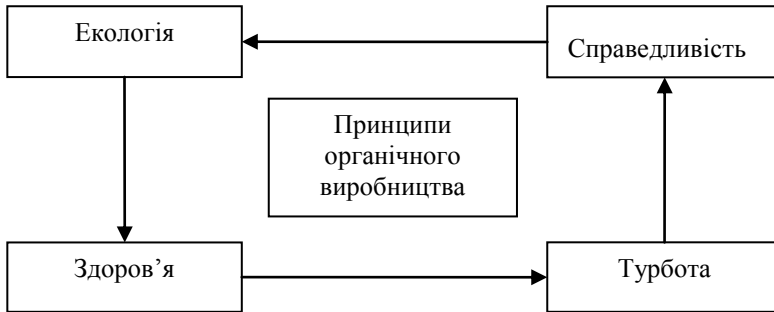 Екологія
Справедливість
Принципи
органічного
виробництва
Здоров’я
Турбота